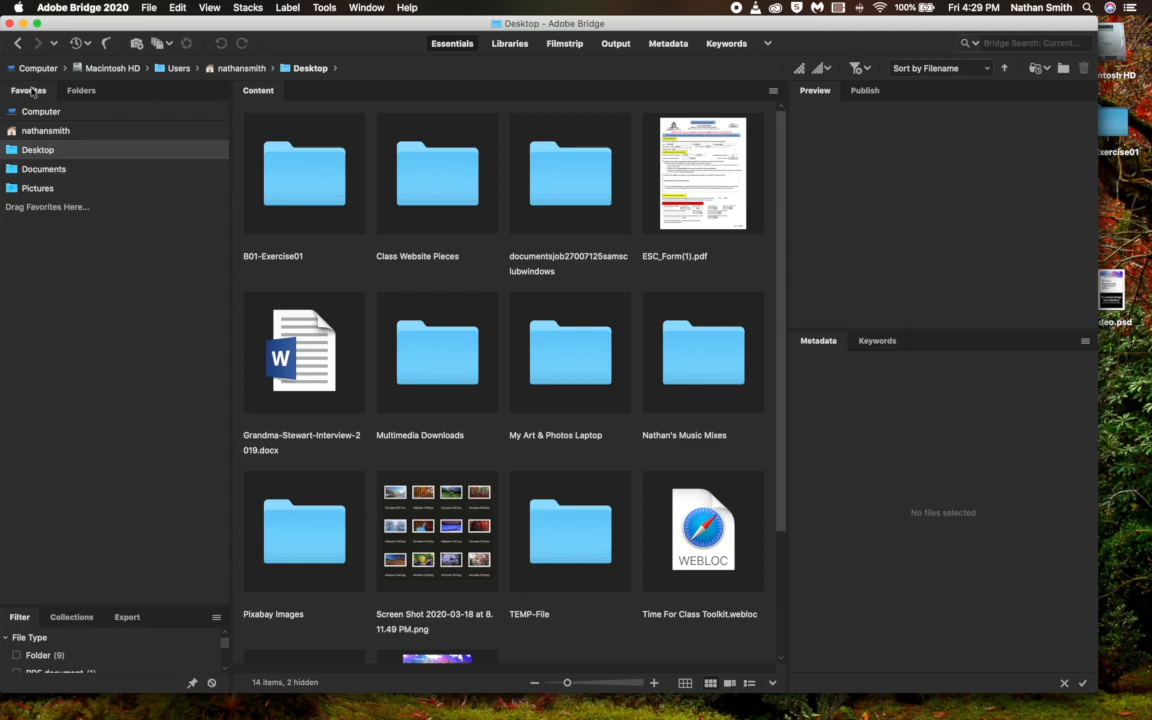 Adobe Bridge 2020 File Edit View Stacks Label Tools Window Help 100% Fri 4:29 PM Nathan Smith
Desktop - Adobe Bridge
Essentials Libraries Filmstrip Output Metadata Keywords Bridge Search: Current...
Computer Macintosh HD Users nathansmith Desktop Sort by Filename
Favorites Folders Content Preview Publish
Computer
nathansmith
Desktop
Documents
Pictures
Drag Favorites Here...
B01-Exercise01 Class Website Pieces documentsjob27007125samsc ESC_Form(1).pdf
lubwindows
W
Grandma-Stewart-Interview-2 Multimedia Downloads My Art & Photos Laptop Nathan's Music Mixes
019.docx
WEBLOC
Pixabay Images Screen Shot 2020-03-18 at 8. TEMP-File Time For Class Toolkit.webloc
11.49 PM.png
Metadata Keywords
No files selected
Filter Collections Export
File Type
Folder (9)
PDF document (1)
14 items, 2 hidden
ntosh HD
xercise01
deo.psd